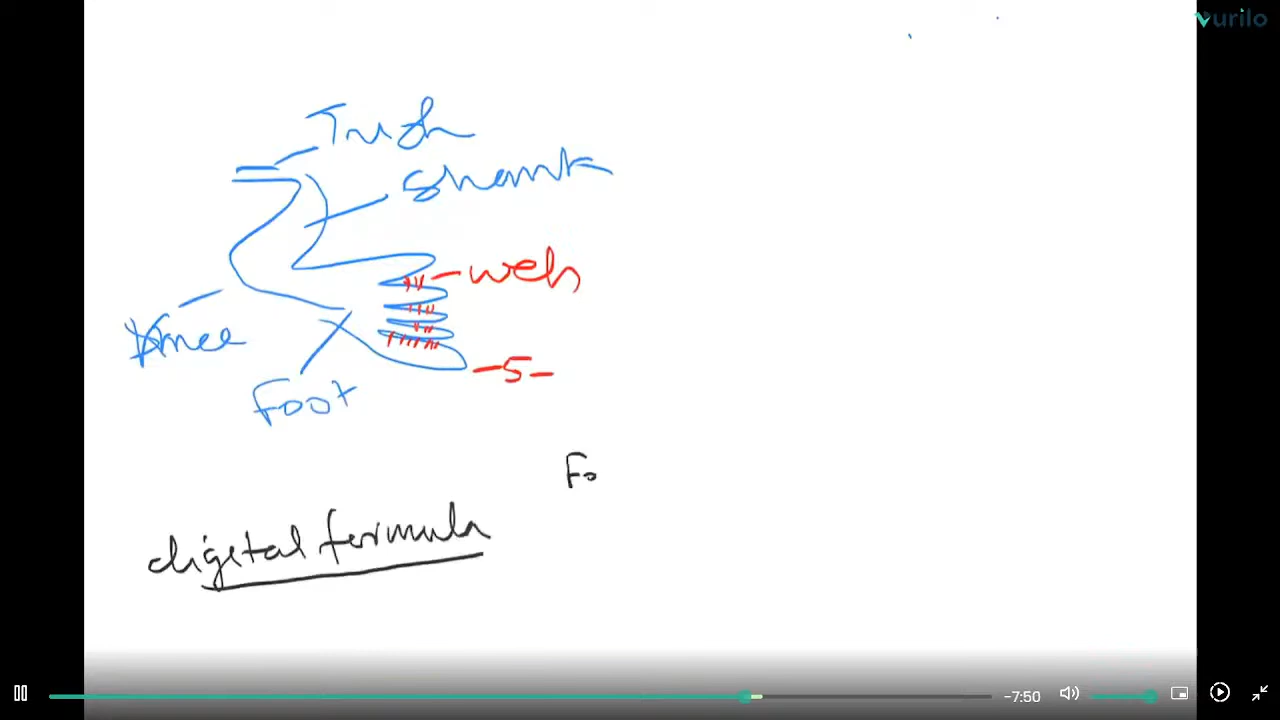 Thigh
Shank
web
Knee
-5-
Foot
Fo
digital formula
-7:50
vurilo